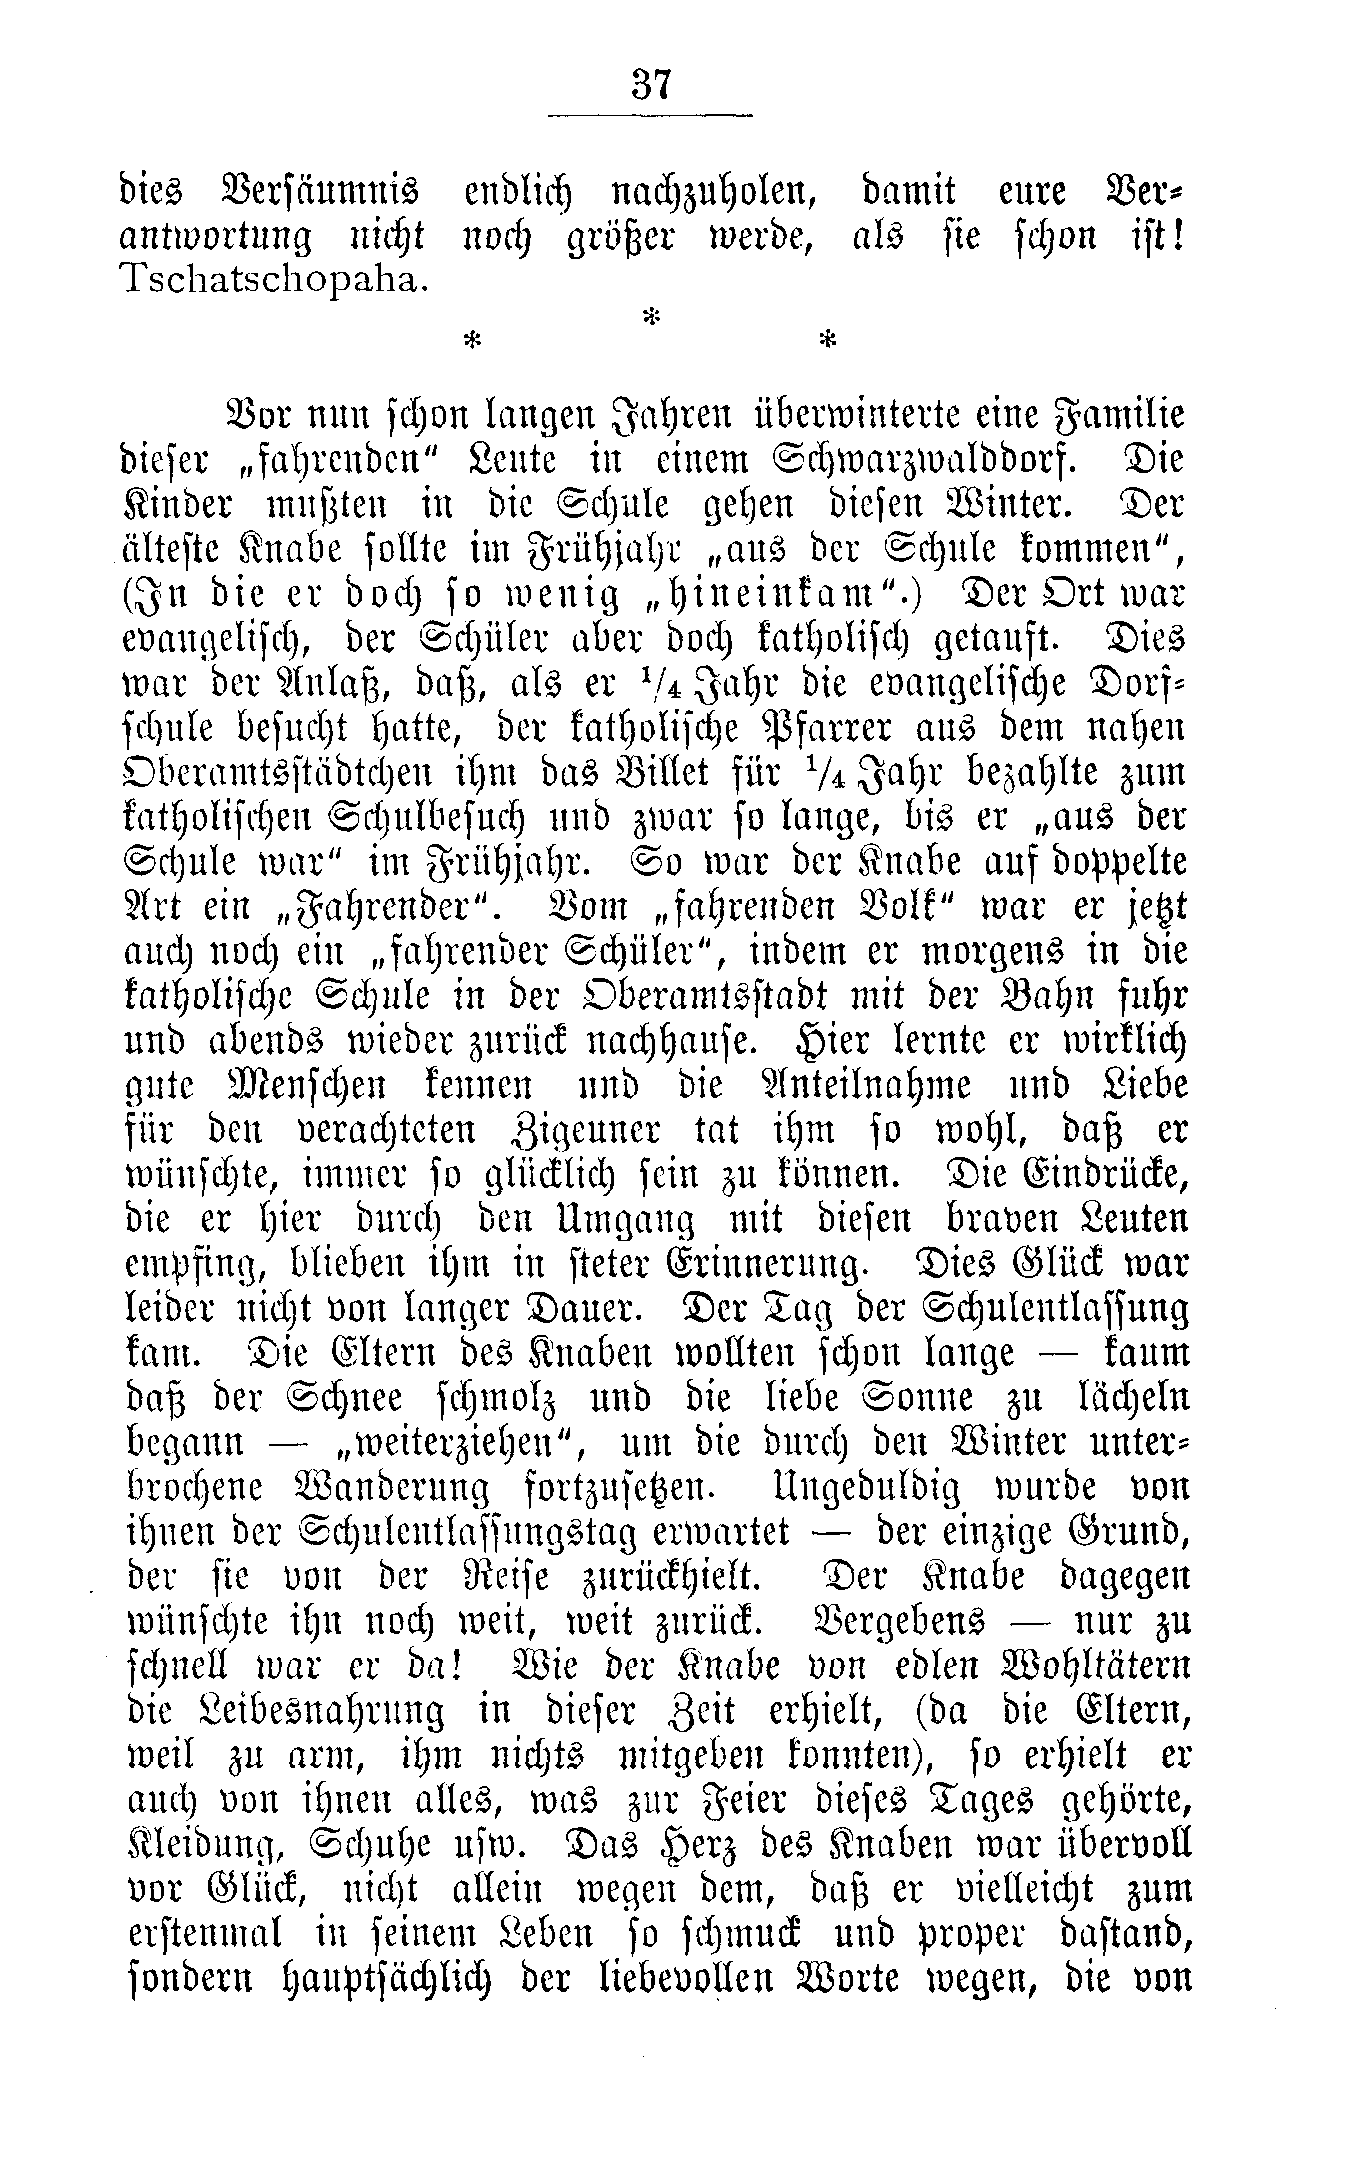 37
dies Versäumnis endlich nachzuholen, damit eure Ver-
antwortung nicht noch größer werde, als sie schon ist!
Tschatschopaha.
*
* *
Vor nun schon langen Jahren überwinterte eine Familie
dieser „fahrenden“ Leute in einem Schwarzwalddorf. Die
Kinder mußten in die Schule gehen diesen Winter. Der
älteste Knabe sollte im Frühjahr „aus der Schule kommen“,
(In die er doch so wenig „hineinkam“.) Der Ort war
evangelisch, der Schüler aber doch katholisch getauft. Dies
war der Anlaß, daß, als er 1/4 Jahr die evangelische Dorf-
schule besucht hatte, der katholische Pfarrer aus dem nahen
Oberamtsstädtchen ihm das Billet für 1/4 Jahr bezahlte zum
katholischen Schulbesuch und zwar so lange, bis er „aus der
Schule war“ im Frühjahr. So war der Knabe auf doppelte
Art ein „Fahrender“. Vom „fahrenden Volk“ war er jetzt
auch noch ein „fahrender Schüler“, indem er morgens in die
katholische Schule in der Oberamtsstadt mit der Bahn fuhr
und abends wieder zurück nachhause. Hier lernte er wirklich
gute Menschen kennen und die Anteilnahme und Liebe
für den verachteten Zigeuner tat ihm so wohl, daß er
wünschte, immer so glücklich sein zu können. Die Eindrücke,
die er hier durch den Umgang mit diesen braven Leuten
empfing, blieben ihm in steter Erinnerung. Dies Glück war
leider nicht von langer Dauer. Der Tag der Schulentlassung
kam. Die Eltern des Knaben wollten schon lange — kaum
daß der Schnee schmolz und die liebe Sonne zu lächeln
begann — „weiterziehen“, um die durch den Winter unter-
brochene Wanderung fortzusetzen. Ungeduldig wurde von
ihnen der Schulentlassungstag erwartet — der einzige Grund,
der sie von der Reise zurückhielt. Der Knabe dagegen
wünschte ihn noch weit, weit zurück. Vergebens — nur zu
schnell war er da! Wie der Knabe von edlen Wohltätern
die Leibesnahrung in dieser Zeit erhielt, (da die Eltern,
weil zu arm, ihm nichts mitgeben konnten), so erhielt er
auch von ihnen alles, was zur Feier dieses Tages gehörte,
Kleidung, Schuhe usw. Das Herz des Knaben war übervoll
vor Glück, nicht allein wegen dem, daß er vielleicht zum
erstenmal in seinem Leben so schmuck und proper dastand,
sondern hauptsächlich der liebevollen Worte wegen, die von